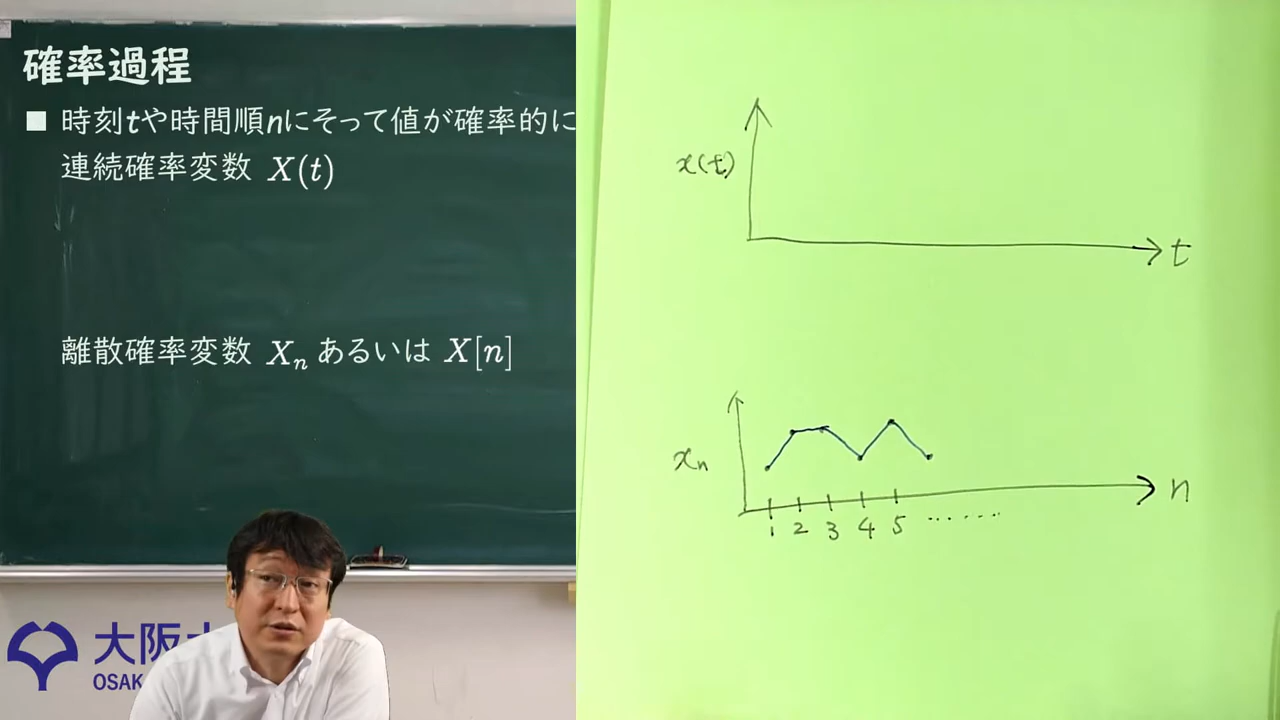 確率過程
■ 時刻tや時間順nにそって値が確率的に
連続確率変数 X(t)
離散確率変数 Xn あるいは X[n]
大阪
OSAK
x(t)
t
xn
n
1 2 3 4 5 ......